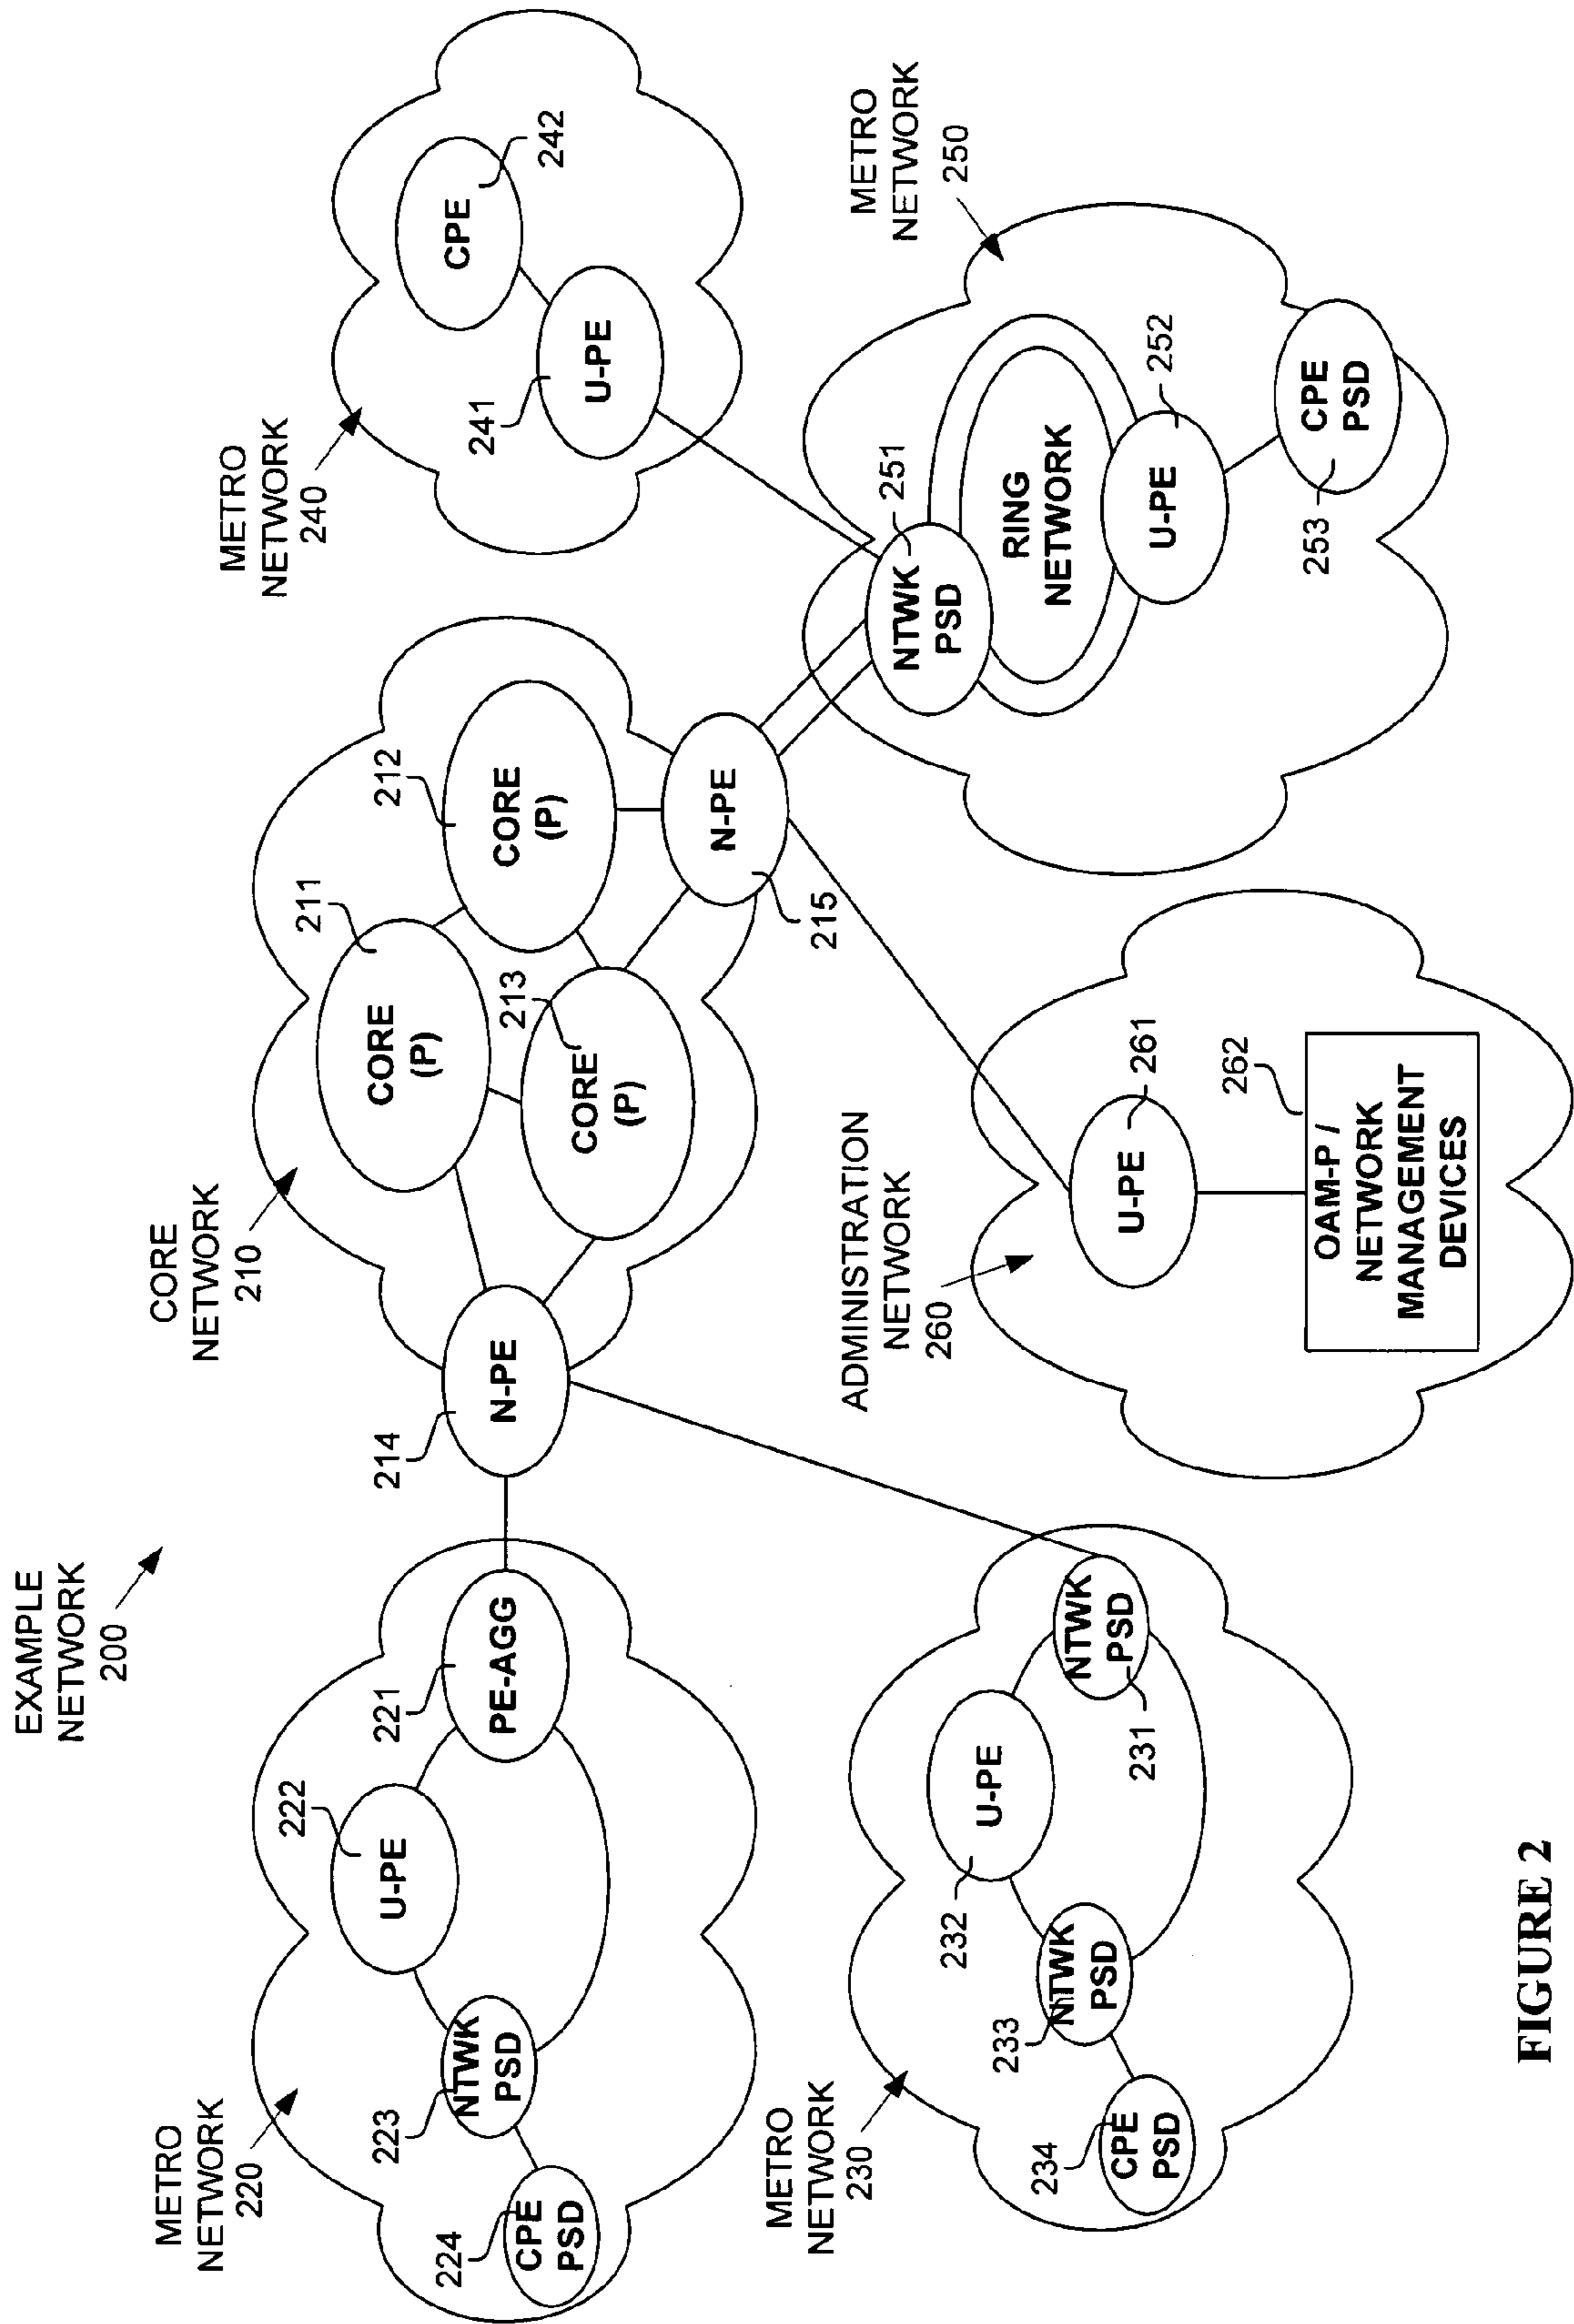 EXAMPLE
NETWORK
200
METRO
NETWORK
220
CPE
PSD
224
NTWK
PSD
223
U-PE
222
PE-AGG
221
CORE
NETWORK
210
N-PE
214
CORE
(P)
211
CORE
(P)
212
CORE
(P)
213
N-PE
215
METRO
NETWORK
240
U-PE
241
CPE
242
METRO
NETWORK
230
CPE
PSD
234
NTWK
PSD
233
U-PE
232
NTWK
PSD
231
ADMINISTRATION
NETWORK
260
U-PE
261
262
OAM-P /
NETWORK
MANAGEMENT
DEVICES
METRO
NETWORK
250
NTWK
PSD
251
RING
NETWORK
U-PE
252
CPE
PSD
253
FIGURE 2